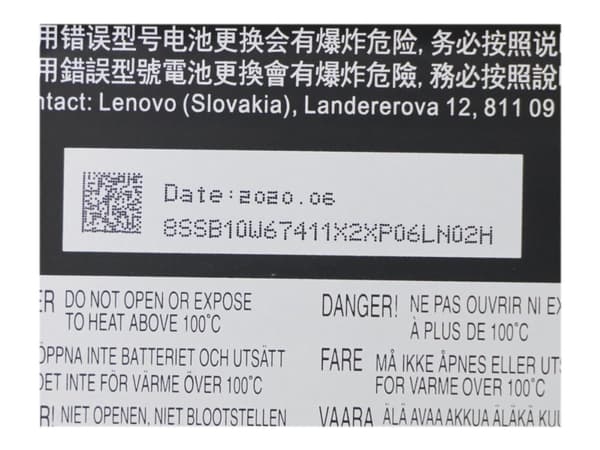 用错误型号电池更换会有爆炸危险, 务必按照说
用錯誤型號電池更換會有爆炸危險, 務必按照說
ntact: Lenovo (Slovakia), Landererova 12, 811 09
Date:2020.06
8SSB10W67411X2XP06LN02H
ER DO NOT OPEN OR EXPOSE
TO HEAT ABOVE 100°C
DANGER! NE PAS OUVRIR NI EX
À PLUS DE 100°C
ÖPPNA INTE BATTERIET OCH UTSÄTT
DET INTE FÖR VÄRME ÖVER 100°C
FARE MÅ IKKE ÅPNES ELLER UTS
FOR VARME OVER 100°C
R! NIET OPENEN, NIET BLOOTSTELLEN
VAARA ÄLÄ AVAA AKKUA ÄLÄKÄ KUU